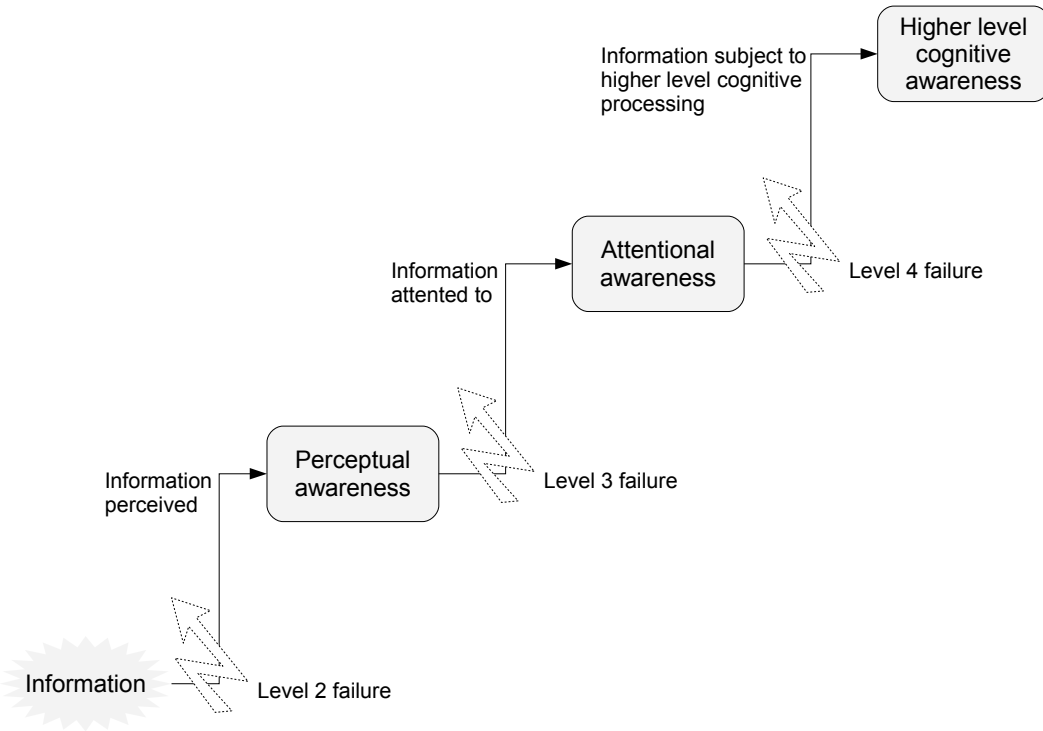 Higher level
cognitive
awareness
Information subject to
higher level cognitive
processing
Attentional
awareness
Level 4 failure
Information
attented to
Perceptual
awareness
Level 3 failure
Information
perceived
Information
Level 2 failure